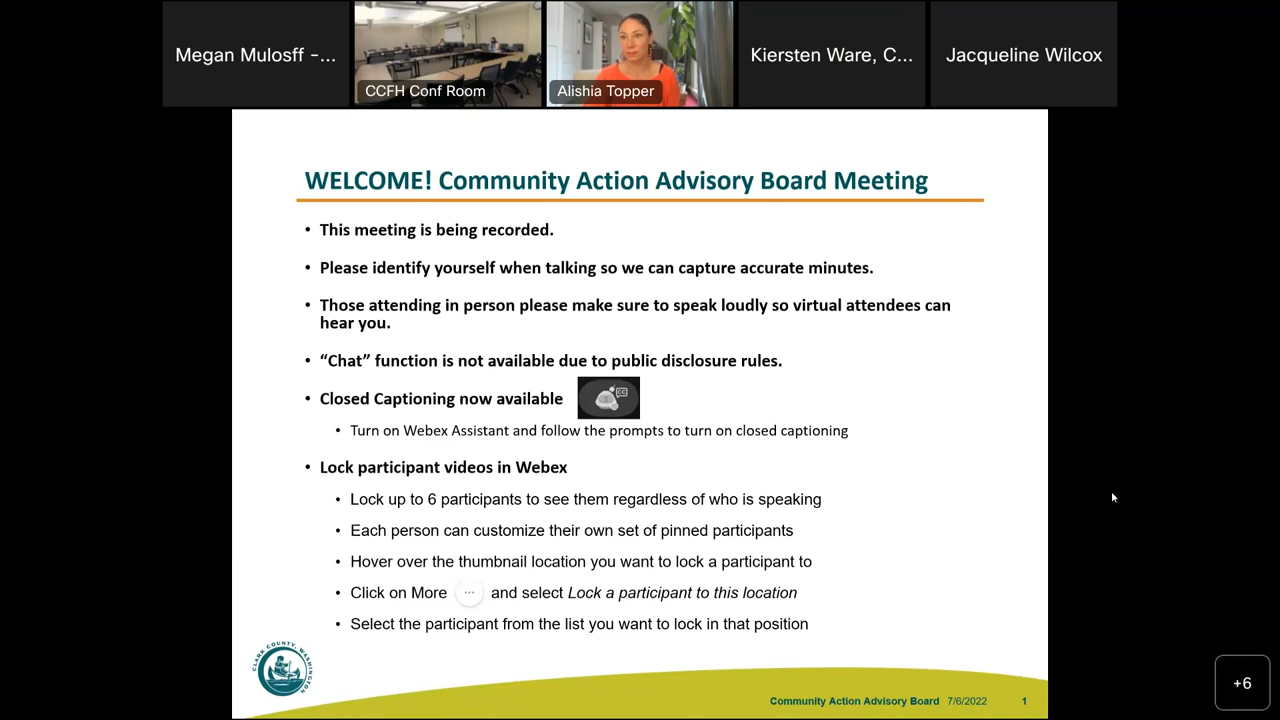 Megan Mulosff -...
CCFH Conf Room
Alishia Topper
Kiersten Ware, C...
Jacqueline Wilcox
WELCOME! Community Action Advisory Board Meeting
• This meeting is being recorded.
• Please identify yourself when talking so we can capture accurate minutes.
• Those attending in person please make sure to speak loudly so virtual attendees can
hear you.
• “Chat” function is not available due to public disclosure rules.
• Closed Captioning now available
CC
• Turn on Webex Assistant and follow the prompts to turn on closed captioning
• Lock participant videos in Webex
• Lock up to 6 participants to see them regardless of who is speaking
• Each person can customize their own set of pinned participants
• Hover over the thumbnail location you want to lock a participant to
• Click on More ... and select Lock a participant to this location
• Select the participant from the list you want to lock in that position
CLARK COUNTY, WASHINGTON
Community Action Advisory Board 7/6/2022 1
+6